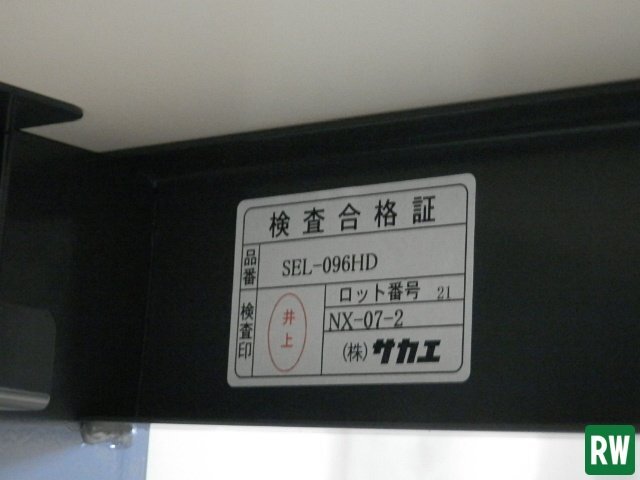 検査合格証
品番 SEL-096HD
検査印 井上
ロット番号 21
NX-07-2
(株)サカエ
RW